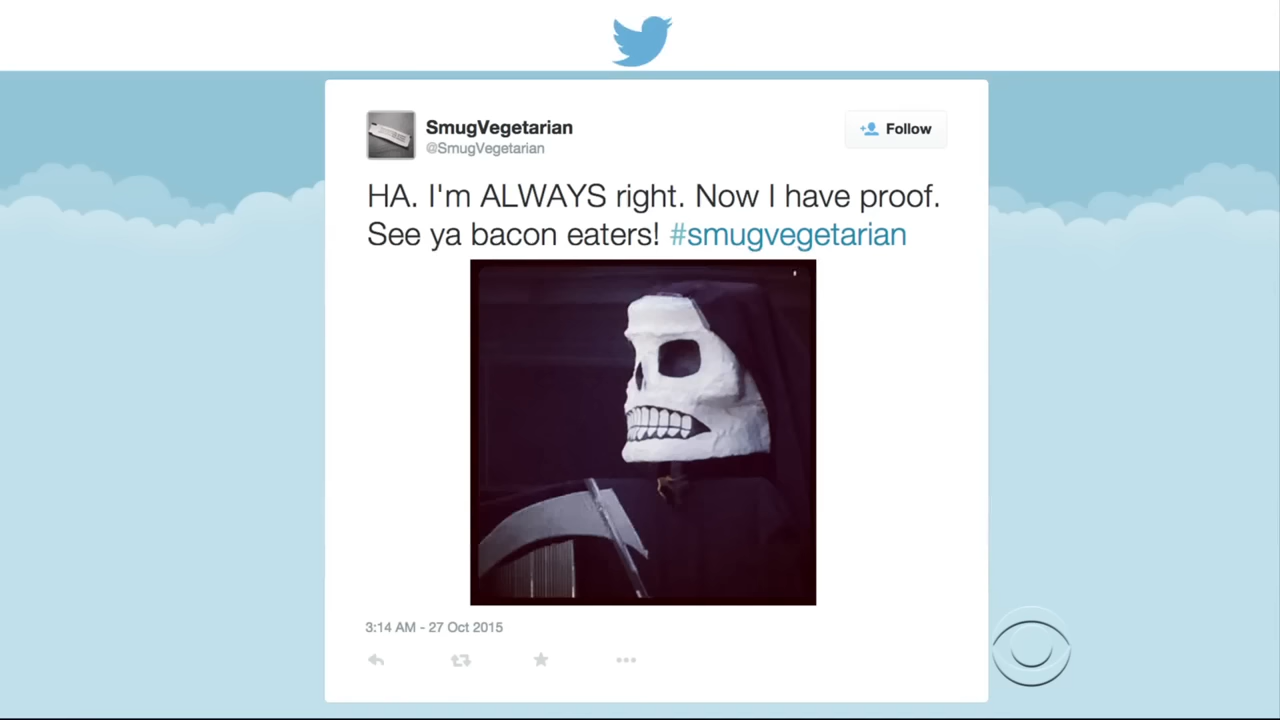 SmugVegetarian
@SmugVegetarian
Follow
HA. I'm ALWAYS right. Now I have proof.
See ya bacon eaters! #smugvegetarian
3:14 AM - 27 Oct 2015